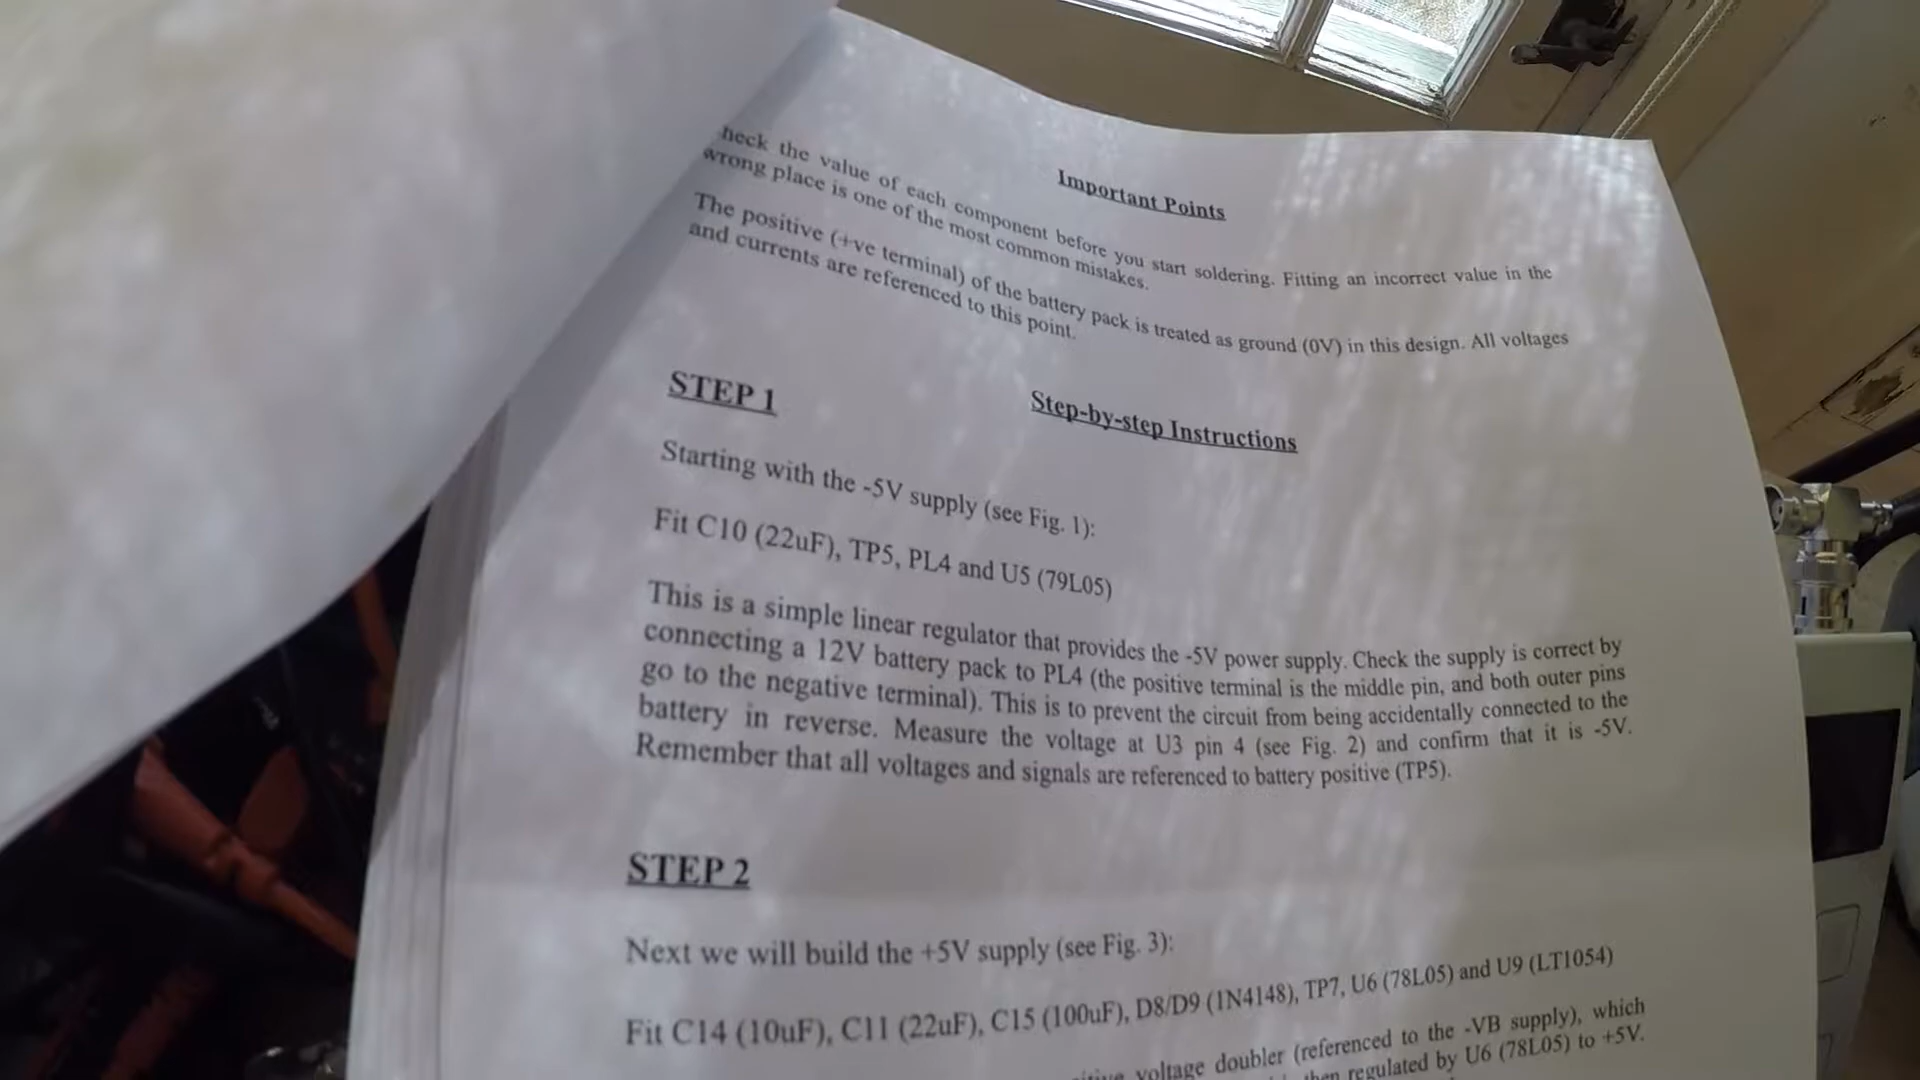 Important Points
heck the value of each component before you start soldering. Fitting an incorrect value in the
wrong place is one of the most common mistakes.
The positive (+ve terminal) of the battery pack is treated as ground (0V) in this design. All voltages
and currents are referenced to this point.
Step-by-step Instructions
STEP 1
Starting with the -5V supply (see Fig. 1):
Fit C10 (22uF), TP5, PL4 and U5 (79L05)
This is a simple linear regulator that provides the -5V power supply. Check the supply is correct by
connecting a 12V battery pack to PL4 (the positive terminal is the middle pin, and both outer pins
go to the negative terminal). This is to prevent the circuit from being accidentally connected to the
battery in reverse. Measure the voltage at U3 pin 4 (see Fig. 2) and confirm that it is -5V.
Remember that all voltages and signals are referenced to battery positive (TP5).
STEP 2
Next we will build the +5V supply (see Fig. 3):
Fit C14 (10uF), C11 (22uF), C15 (100uF), D8/D9 (1N4148), TP7, U6 (78L05) and U9 (LT1054)
voltage doubler (referenced to the -VB supply), which
then regulated by U6 (78L05) to +5V.